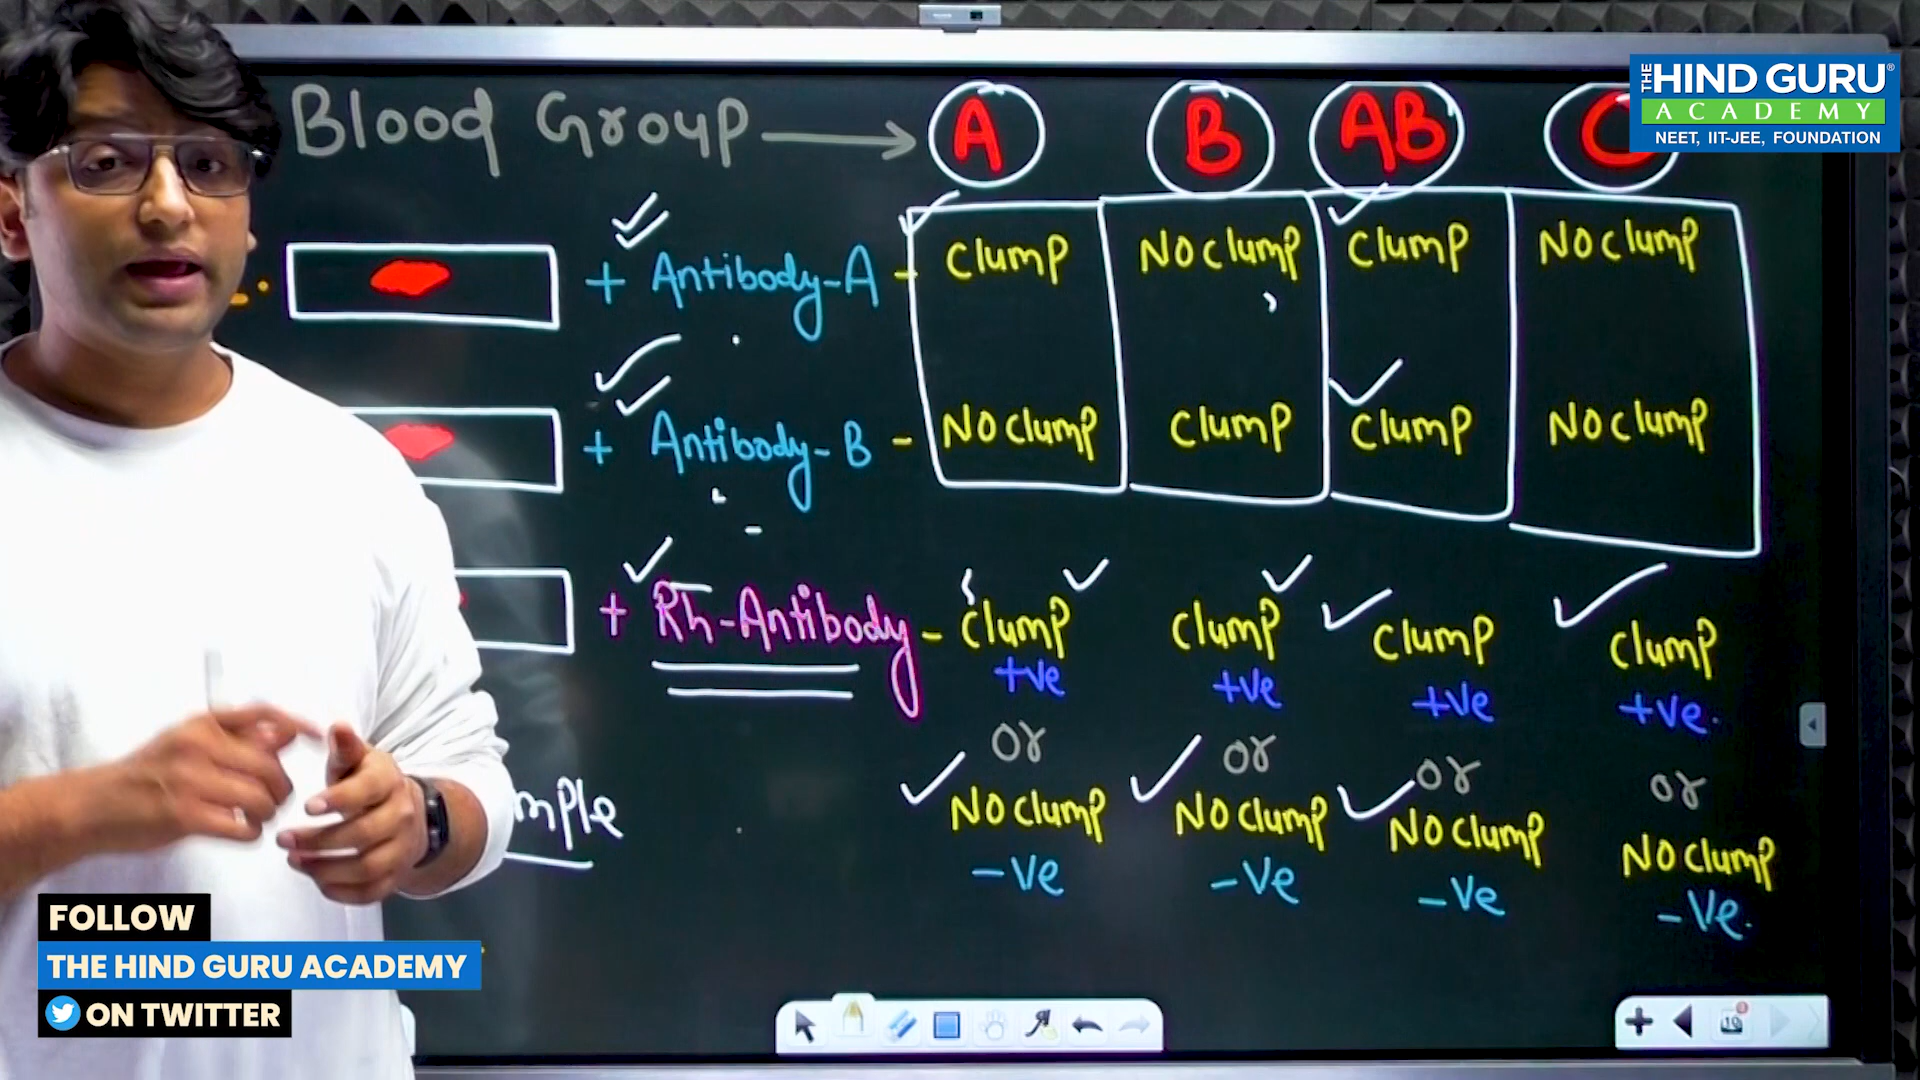 THE HIND GURU®
ACADEMY
NEET, IIT-JEE, FOUNDATION
Blood Group → A B AB
+ Antibody-A - Clump No clump Clump No clump
+ Antibody-B - No clump Clump Clump No clump
+ Rh-Antibody - Clump Clump Clump Clump
+ve +ve +ve +ve.
or or or or
No clump No clump No clump No clump
-ve -ve -ve -ve.
mple
FOLLOW
THE HIND GURU ACADEMY
ON TWITTER
10